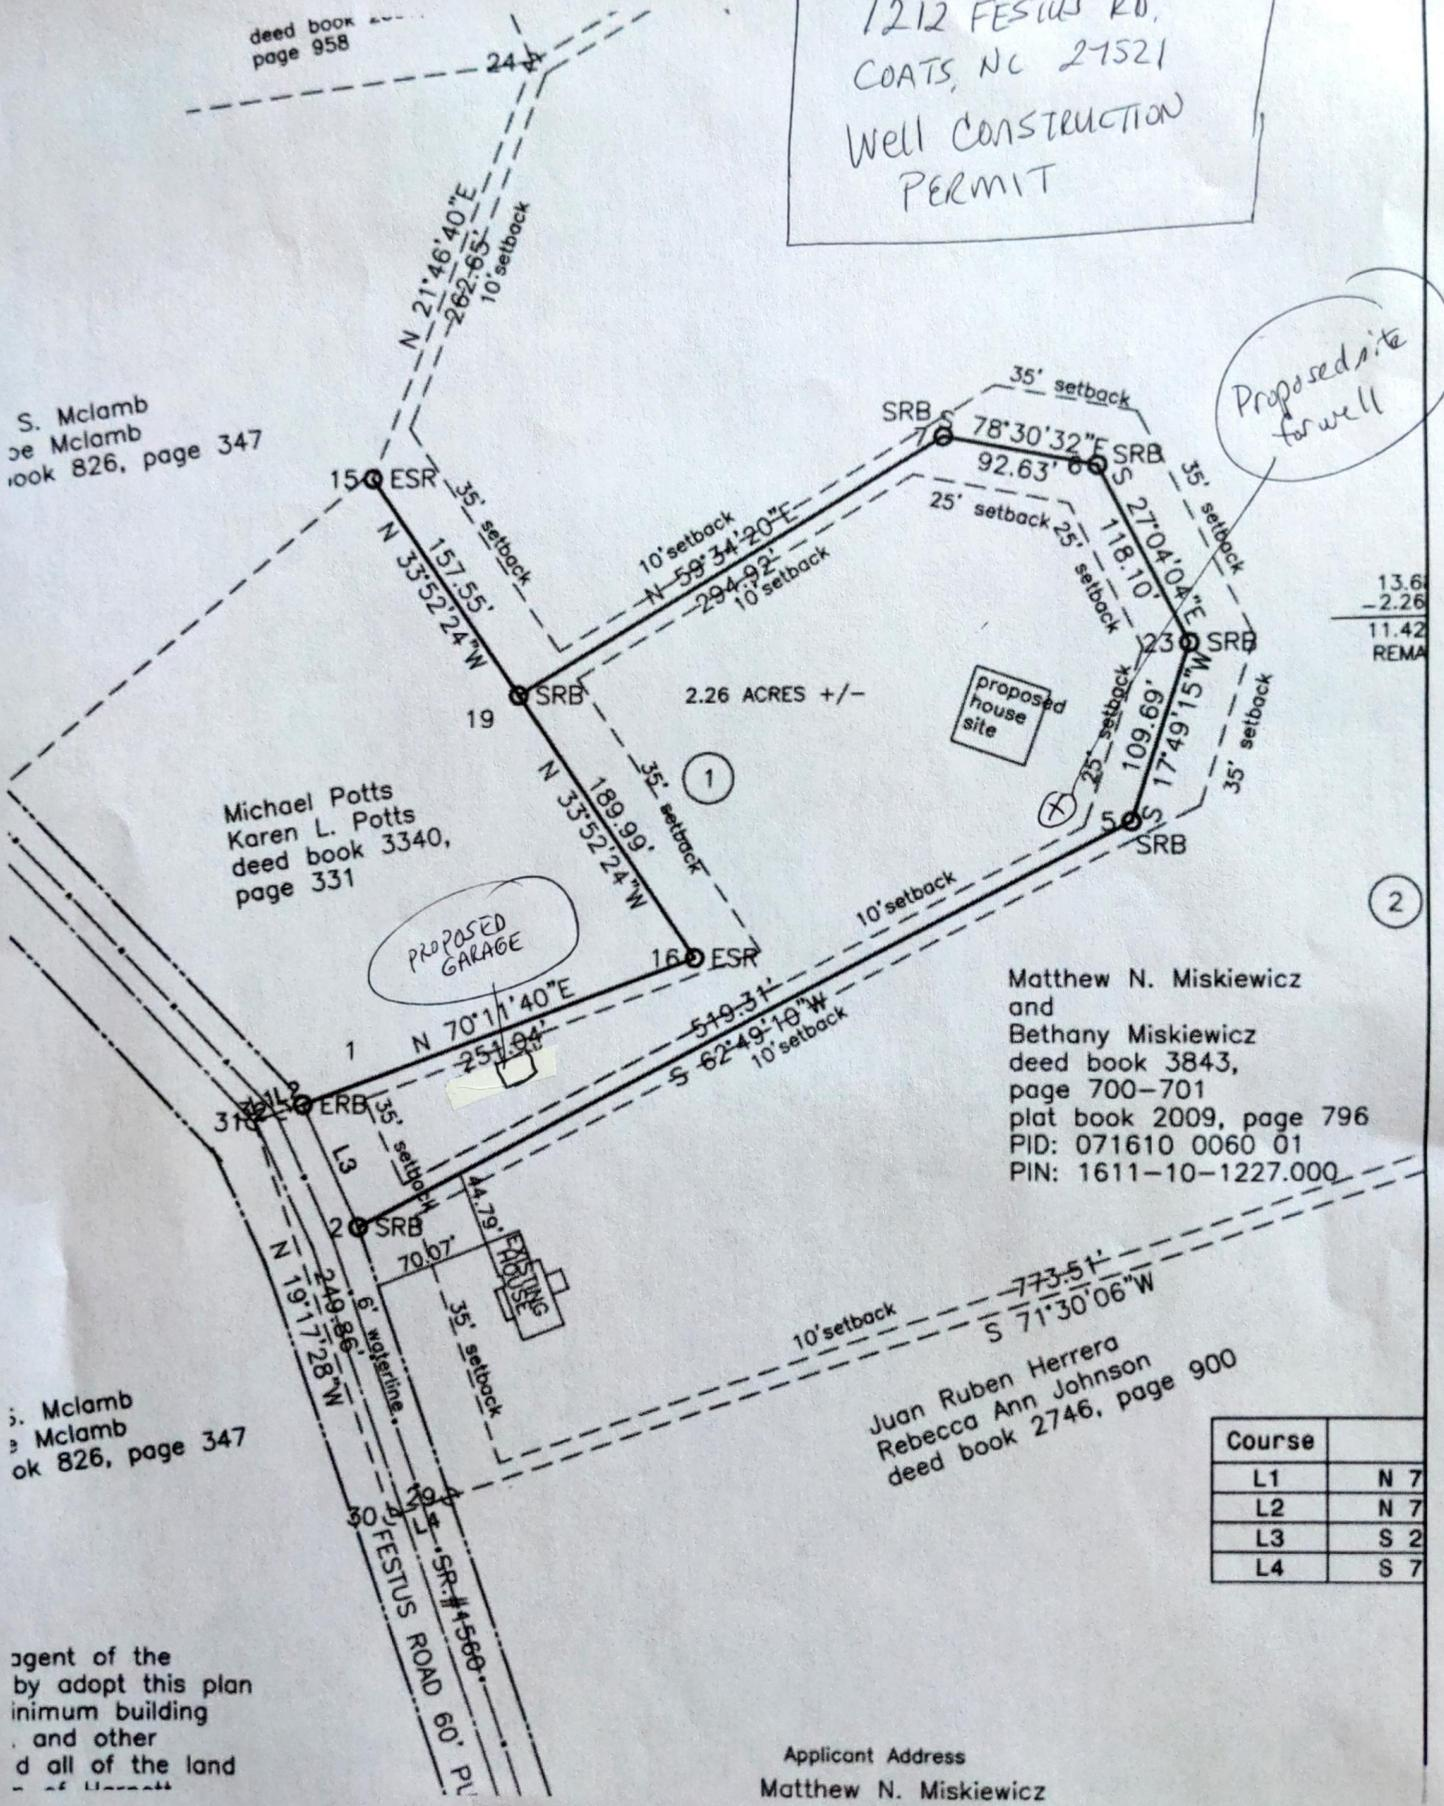 deed book
page 958
24
1212 FESTUS RD.
COATS, NC 27521
Well CONSTRUCTION
PERMIT
N 21°46'40"E
262.65'
10'setback
S. Mclamb
Mclamb
ook 826, page 347
15 ESR
35' setback
N 33°52'24"W
157.55'
Proposed site
for well
35' setback
SRB
7
S 78°30'32"E
92.63'
6 SRB
25' setback
S 27°04'04"E
118.10'
25' setback
35' setback
10'setback
N 59°34'20"E
294.92'
10'setback
13.6
-2.26
11.42
REMA
23 SRB
19
SRB
2.26 ACRES +/-
proposed
house
site
25' setback
109.69'
S 17°49'15"W
35' setback
1
N 33°52'24"W
189.99'
35' setback
5
SRB
Michael Potts
Karen L. Potts
deed book 3340,
page 331
PROPOSED
GARAGE
10'setback
2
16 ESR
N 70°11'40"E
251.04'
519.31'
S 62°49'10"W
10'setback
Matthew N. Miskiewicz
and
Bethany Miskiewicz
deed book 3843,
page 700-701
plat book 2009, page 796
PID: 071610 0060 01
PIN: 1611-10-1227.000
1
31
ERB
35' setback
L3
2 SRB
44.79'
70.07'
EXISTING
HOUSE
N 19°17'28"W
249.86'
6' waterline
35' setback
10'setback
773.51'
S 71°30'06"W
Juan Ruben Herrera
Rebecca Ann Johnson
deed book 2746, page 900
Mclamb
Mclamb
ok 826, page 347
29
30
L4
FESTUS ROAD 60'
SR.#1560
Course
L1 N 7
L2 N 7
L3 S 2
L4 S 7
agent of the
by adopt this plan
inimum building
. and other
d all of the land
Applicant Address
Matthew N. Miskiewicz